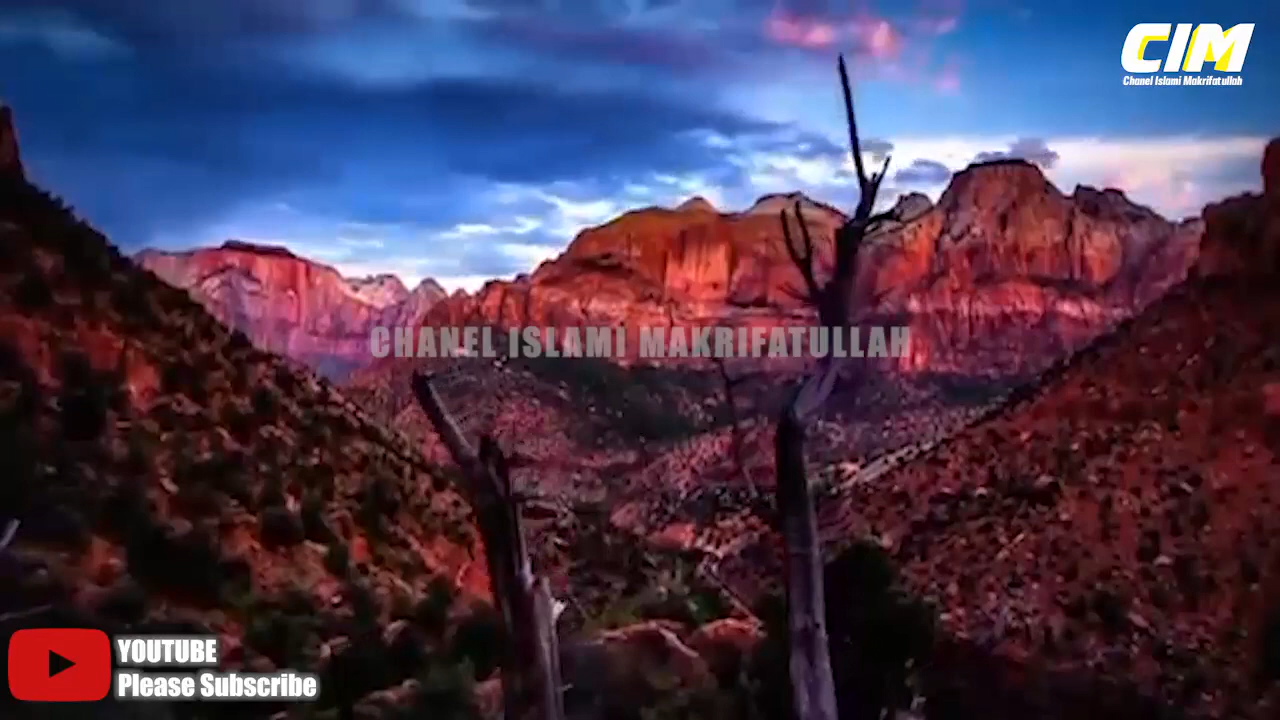 CIM
Chanel Islami Makrifatullah
CHANEL ISLAMI MAKRIFATULLAH
YOUTUBE
Please Subscribe